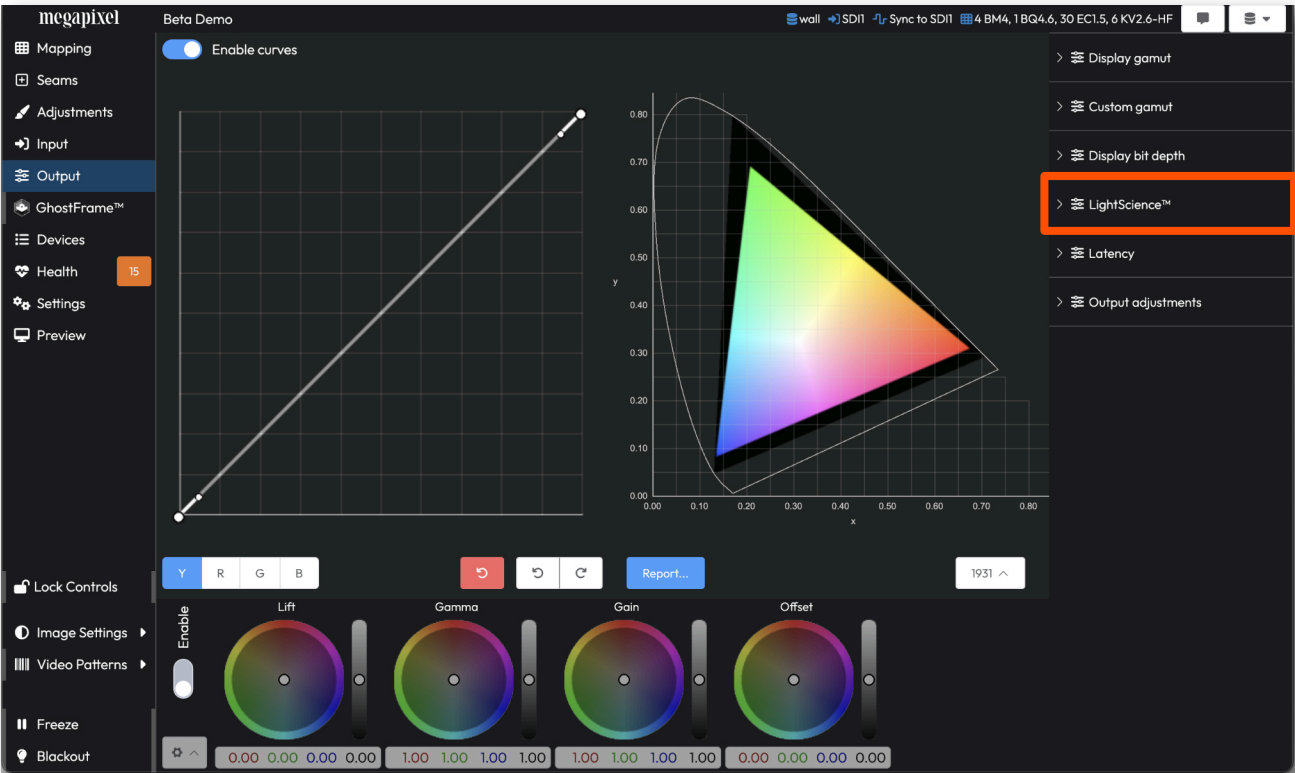 megapixel
Beta Demo
wall SDI1 Sync to SDI1 4 BM4, 1 BQ4.6, 30 EC1.5, 6 KV2.6-HF
Mapping
Seams
Adjustments
Input
Output
GhostFrame™
Devices
Health 15
Settings
Preview
Lock Controls
Image Settings
Video Patterns
Freeze
Blackout
Enable curves
0.80
0.70
0.60
0.50
y
0.40
0.30
0.20
0.10
0.00
0.00 0.10 0.20 0.30 0.40 0.50 0.60 0.70 0.80
x
Y R G B
Report...
1931
Enable
Lift
Gamma
Gain
Offset
0.00 0.00 0.00 0.00
1.00 1.00 1.00 1.00
1.00 1.00 1.00 1.00
0.00 0.00 0.00 0.00
Display gamut
Custom gamut
Display bit depth
LightScience™
Latency
Output adjustments